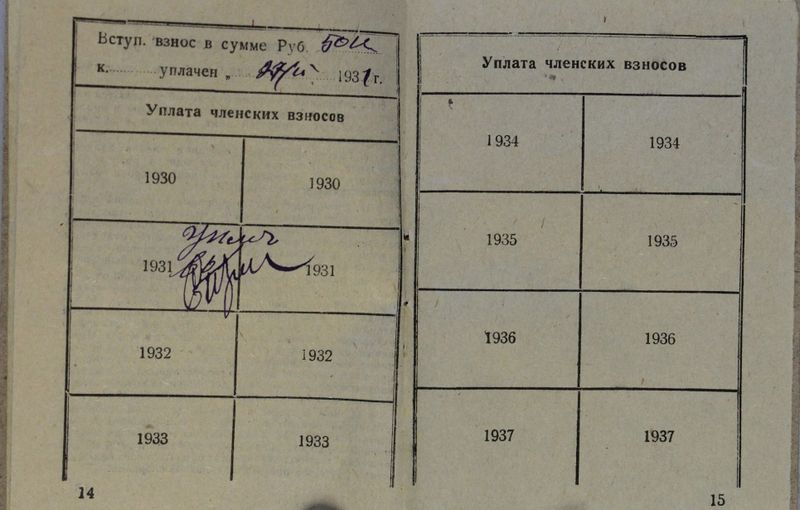 Вступ. взнос в сумме Руб. 50 к
к. уплачен „ 1931 г.
Уплата членских взносов
1930 1930
1931 1931
1932 1932
1933 1933
14
Уплата членских взносов
1934 1934
1935 1935
1936 1936
1937 1937
15